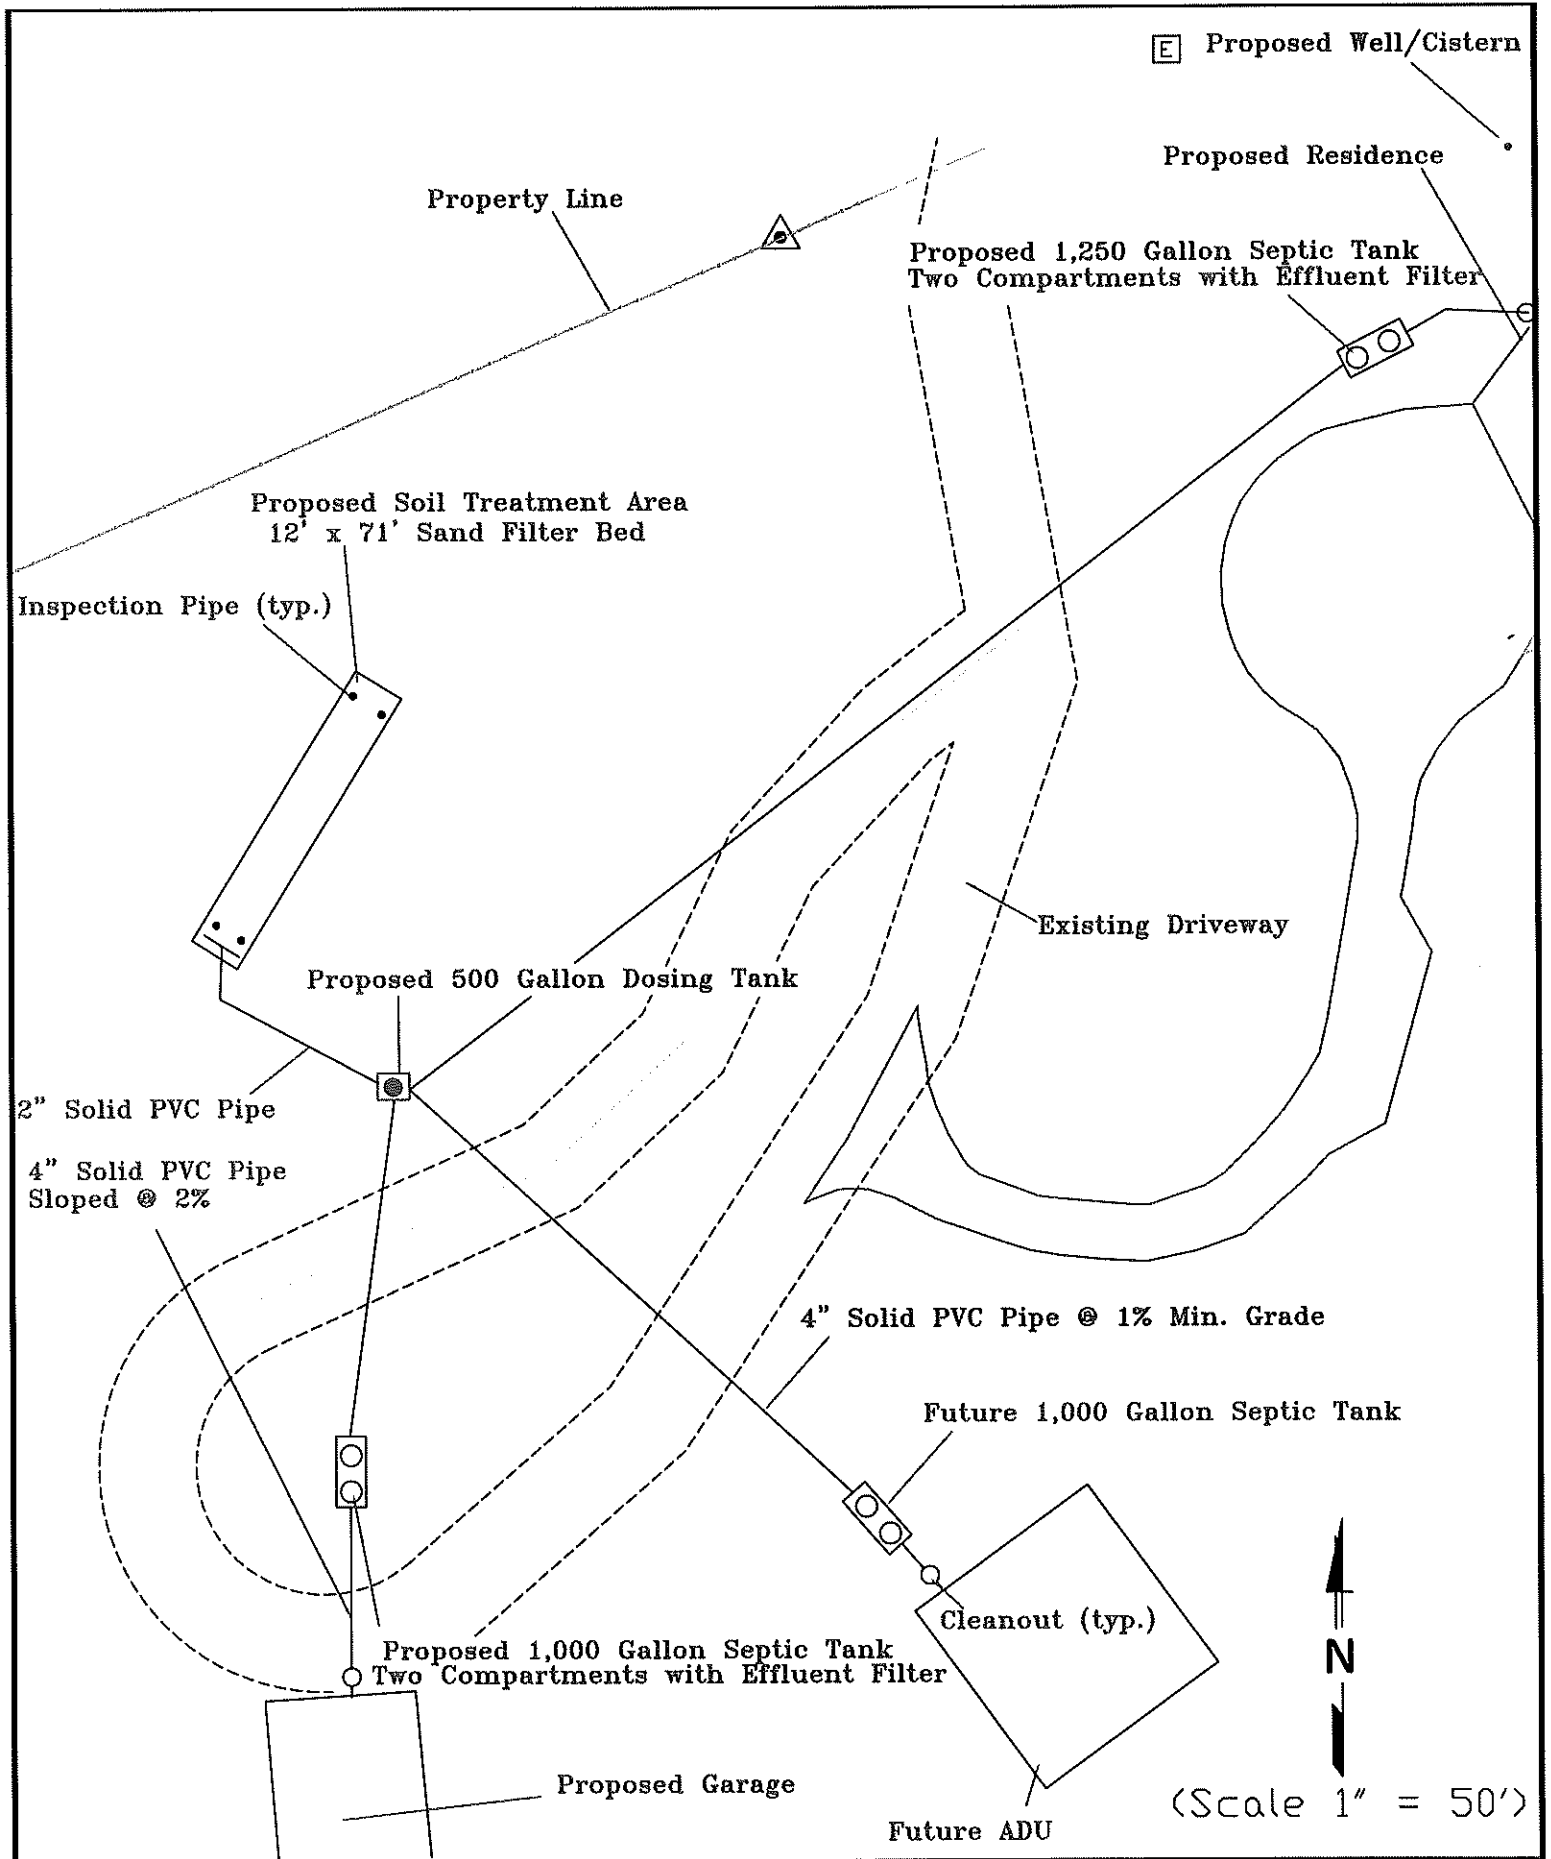 E Proposed Well/Cistern
Proposed Residence
Property Line
Proposed 1,250 Gallon Septic Tank
Two Compartments with Effluent Filter
Proposed Soil Treatment Area
12' x 71' Sand Filter Bed
Inspection Pipe (typ.)
Existing Driveway
Proposed 500 Gallon Dosing Tank
2" Solid PVC Pipe
4" Solid PVC Pipe
Sloped @ 2%
4" Solid PVC Pipe @ 1% Min. Grade
Future 1,000 Gallon Septic Tank
Cleanout (typ.)
Proposed 1,000 Gallon Septic Tank
Two Compartments with Effluent Filter
N
Proposed Garage
(Scale 1" = 50')
Future ADU